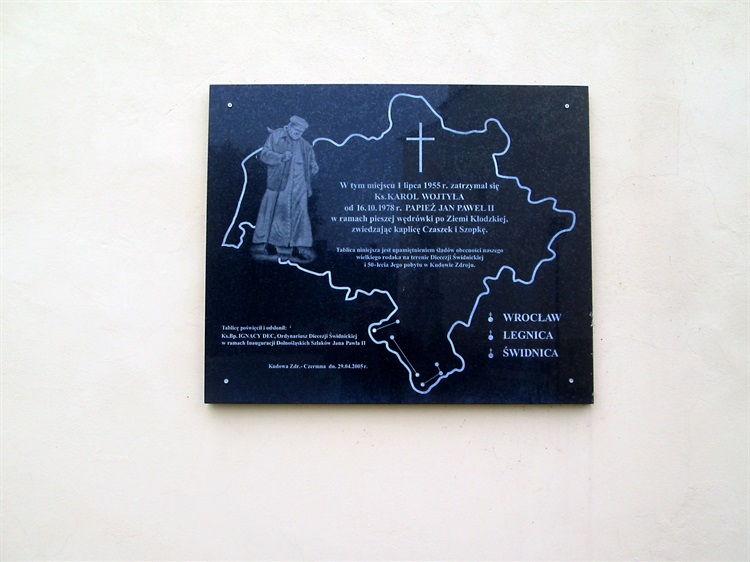 W tym miejscu 1 lipca 1955 r. zatrzymał się
Ks. KAROL WOJTYŁA
od 16.10.1978 r. PAPIEŻ JAN PAWEŁ II
w ramach pieszej wędrówki po Ziemi Kłodzkiej,
zwiedzając kaplicę Czaszek i Szopkę.
Tablica niniejsza jest upamiętnieniem śladów obecności naszego
wielkiego rodaka na terenie Diecezji Świdnickiej
i 50-lecia Jego pobytu w Kudowie Zdroju.
Tablicę poświęcił i odsłonił:
Ks.Bp. IGNACY DEC, Ordynariusz Diecezji Świdnickiej
w ramach Inauguracji Dolnośląskich Szlaków Jana Pawła II
Kudowa Zdr.- Czermna dn. 29.04.2005 r.
WROCŁAW
LEGNICA
ŚWIDNICA